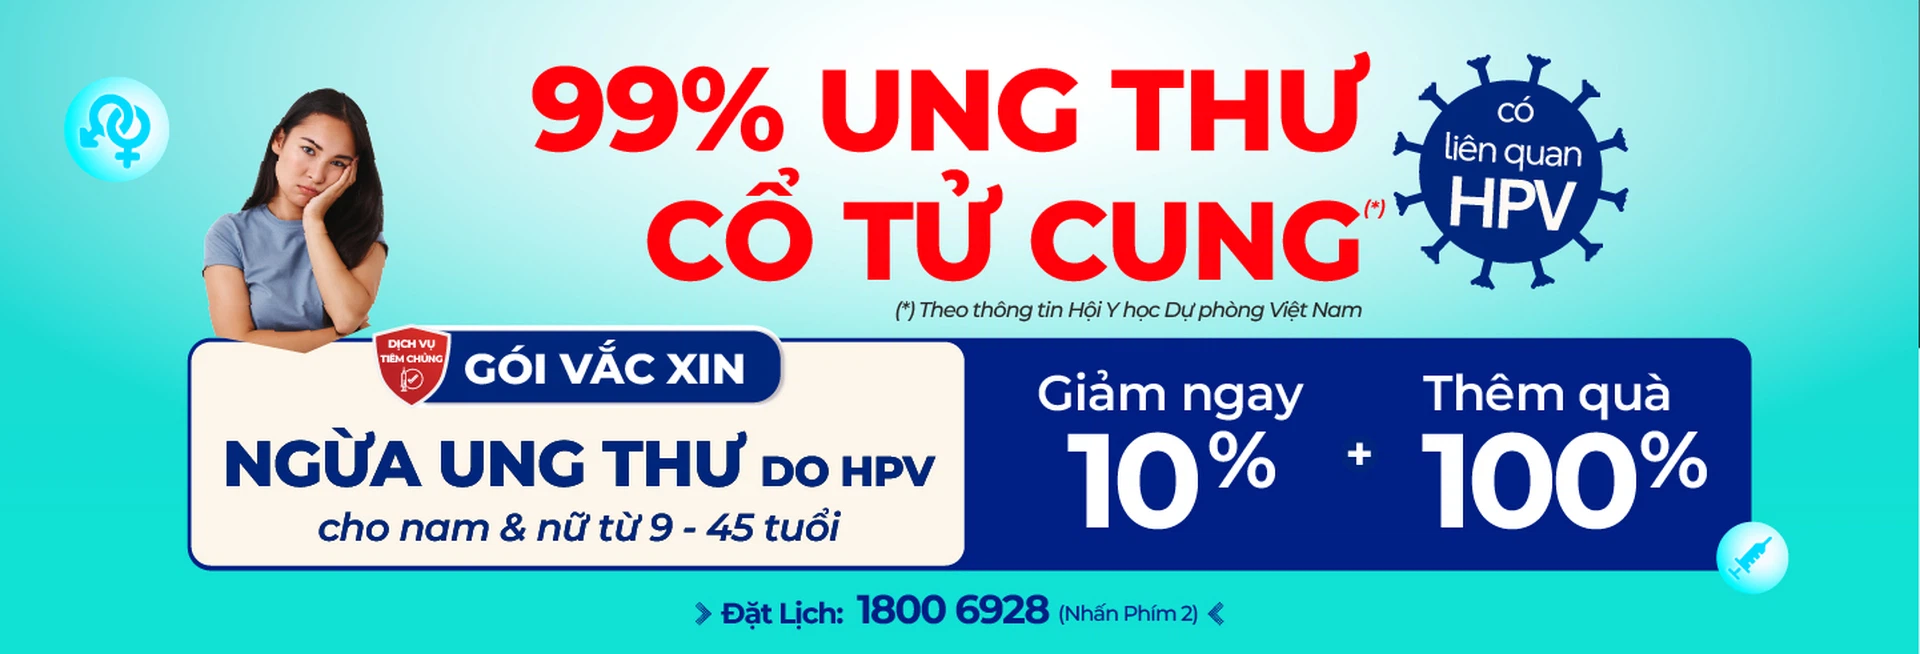 99% UNG THƯ
CỔ TỬ CUNG(*)
có
liên quan
HPV
(*) Theo thông tin Hội Y học Dự phòng Việt Nam
DỊCH VỤ
TIÊM CHỦNG
GÓI VẮC XIN
NGỪA UNG THƯ DO HPV
cho nam & nữ từ 9 - 45 tuổi
Giảm ngay
10%
+
Thêm quà
100%
Đặt Lịch: 1800 6928 (Nhấn Phím 2)